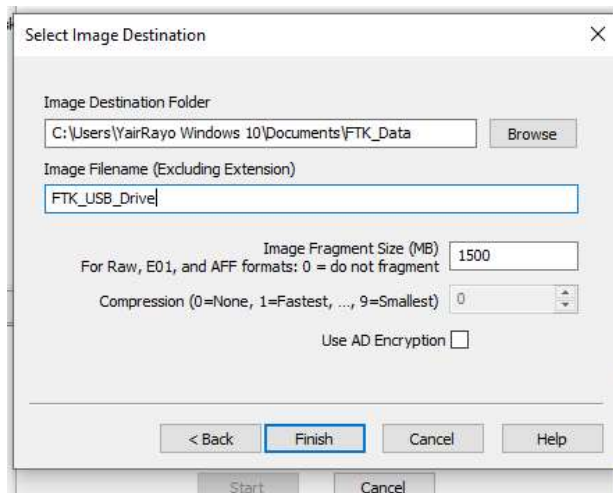 Select Image Destination
Image Destination Folder
C:\Users\YairRayo Windows 10\Documents\FTK_Data
Browse
Image Filename (Excluding Extension)
FTK_USB_Drive
Image Fragment Size (MB)
1500
For Raw, E01, and AFF formats: 0 = do not fragment
Compression (0=None, 1=Fastest, ..., 9=Smallest)
0
Use AD Encryption
< Back
Finish
Cancel
Help
Start
Cancel